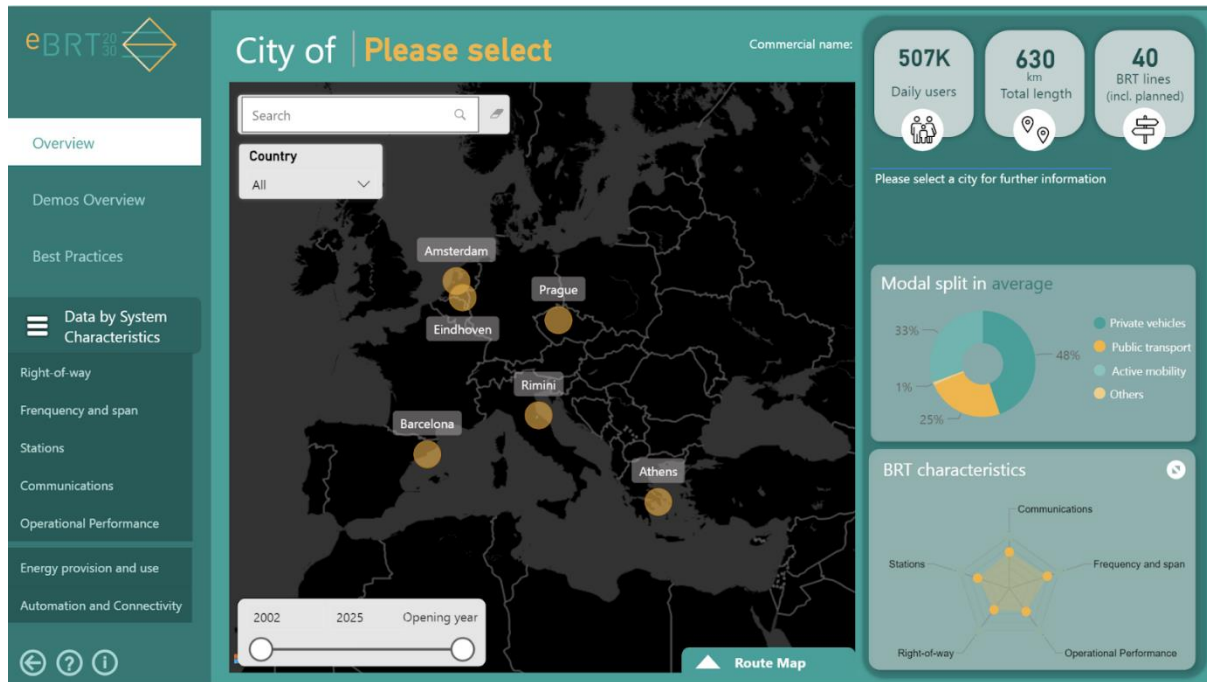 eBRT2030
City of | Please select
Commercial name:
Overview
Demos Overview
Best Practices
Data by System
Characteristics
Right-of-way
Frenquency and span
Stations
Communications
Operational Performance
Energy provision and use
Automation and Connectivity
Search
Country
All
Amsterdam
Eindhoven
Prague
Rimini
Barcelona
Athens
2002 2025 Opening year
Route Map
507K
Daily users
630
km
Total length
40
BRT lines
(incl. planned)
Please select a city for further information
Modal split in average
33%
48%
1%
25%
Private vehicles
Public transport
Active mobility
Others
BRT characteristics
Communications
Stations
Frequency and span
Right-of-way
Operational Performance